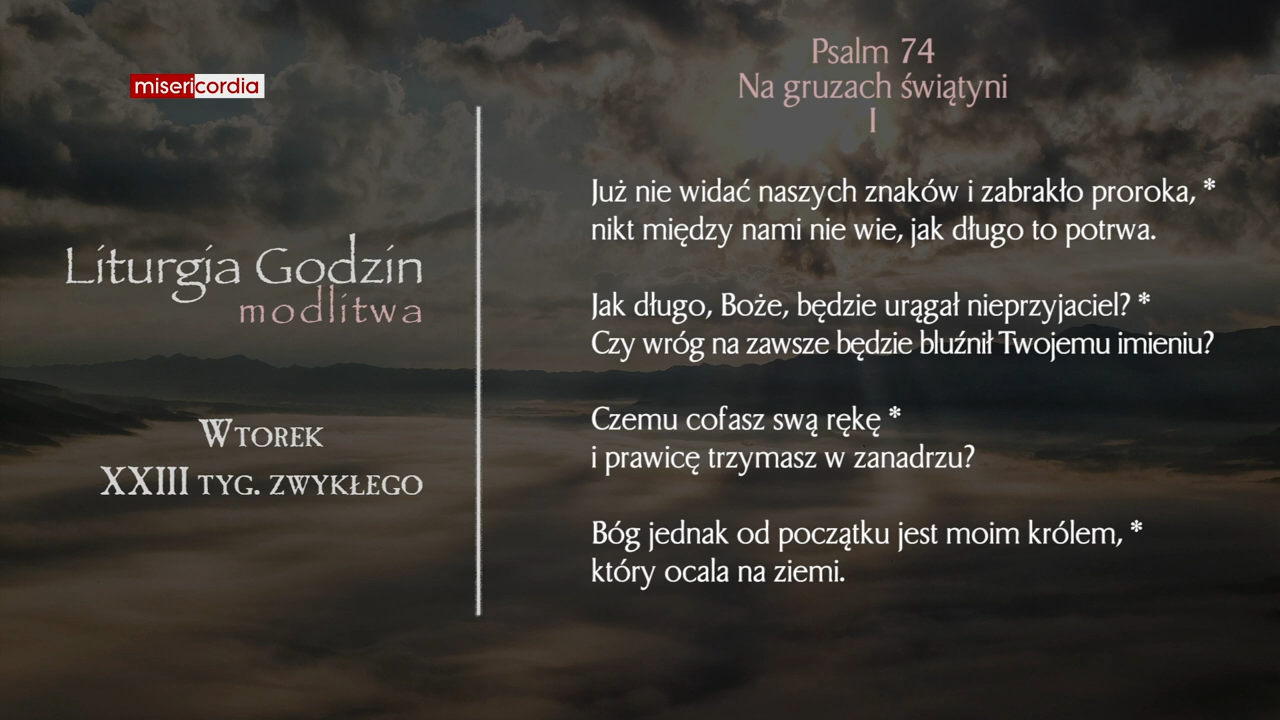 misericordia
Liturgia Godzin
modlitwa
Wtorek
XXIII tyg. zwykłego
Psalm 74
Na gruzach świątyni
I
Już nie widać naszych znaków i zabrakło proroka, *
nikt między nami nie wie, jak długo to potrwa.
Jak długo, Boże, będzie urągał nieprzyjaciel? *
Czy wróg na zawsze będzie bluźnił Twojemu imieniu?
Czemu cofasz swą rękę *
i prawicę trzymasz w zanadrzu?
Bóg jednak od początku jest moim królem, *
który ocala na ziemi.